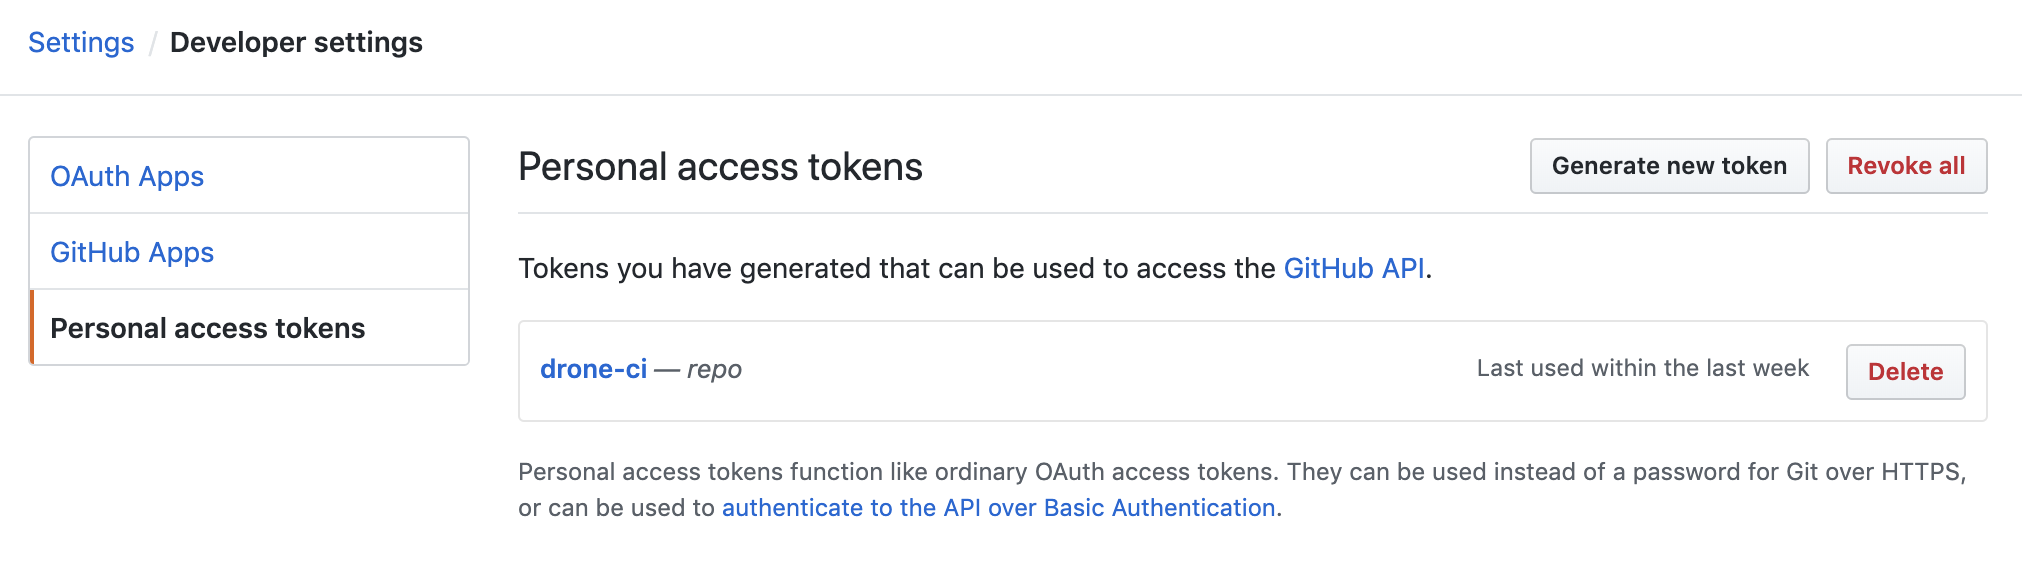 Settings / Developer settings
OAuth Apps
GitHub Apps
Personal access tokens
Personal access tokens
Generate new token
Revoke all
Tokens you have generated that can be used to access the GitHub API.
drone-ci — repo
Last used within the last week
Delete
Personal access tokens function like ordinary OAuth access tokens. They can be used instead of a password for Git over HTTPS,
or can be used to authenticate to the API over Basic Authentication.